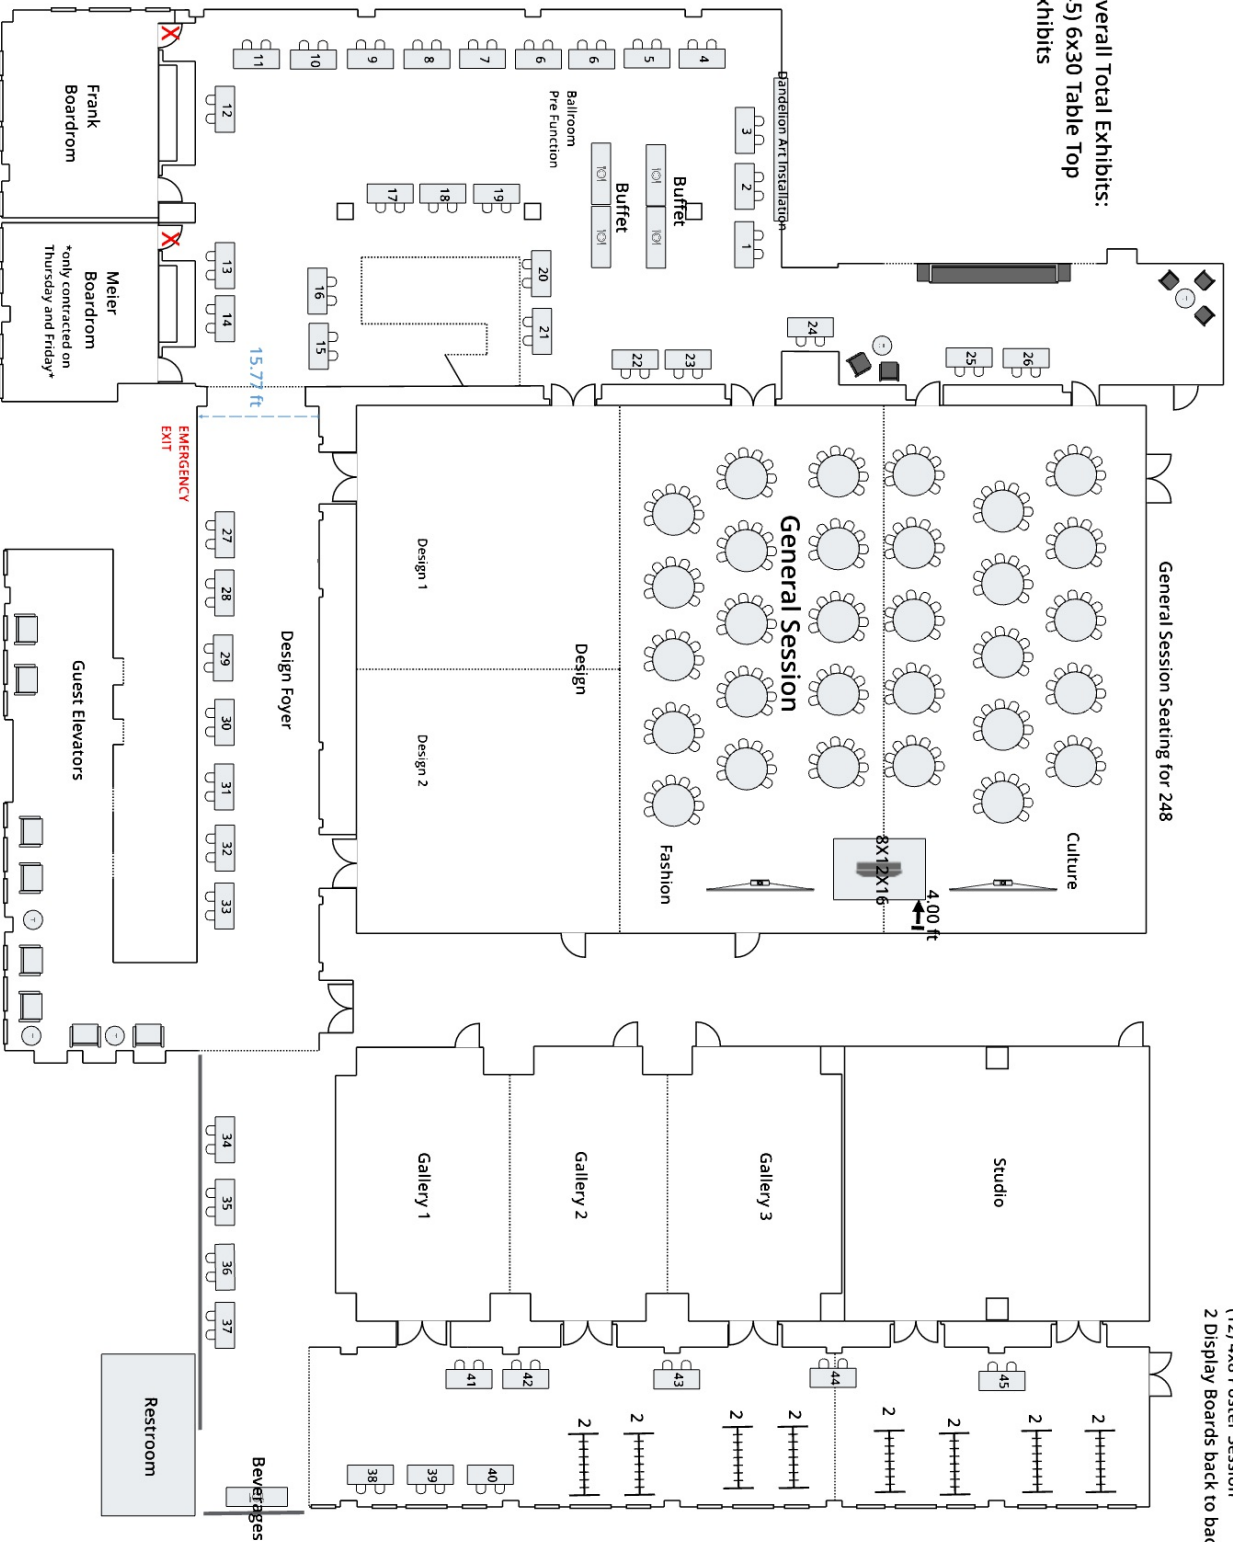 verall Total Exhibits:
5) 6x30 Table Top
xhibits
2 Display Boards back to bac
General Session Seating for 248
Dandelion Art Installation
Ballroom
Pre Function
Buffet
Buffet
General Session
Culture
Fashion
8X12X16
4.00 ft
Design
Design 1
Design 2
Design Foyer
15.77 ft
EMERGENCY
EXIT
Frank
Boardrom
Meier
Boardrom
*only contracted on
Thursday and Friday*
Guest Elevators
Studio
Gallery 3
Gallery 2
Gallery 1
Restroom
Beverages
1
2
3
4
5
6
6
7
8
9
10
11
12
13
14
15
16
17
18
19
20
21
22
23
24
25
26
27
28
29
30
31
32
33
34
35
36
37
38
39
40
41
42
43
44
45
2
2
2
2
2
2
2
2
X
X